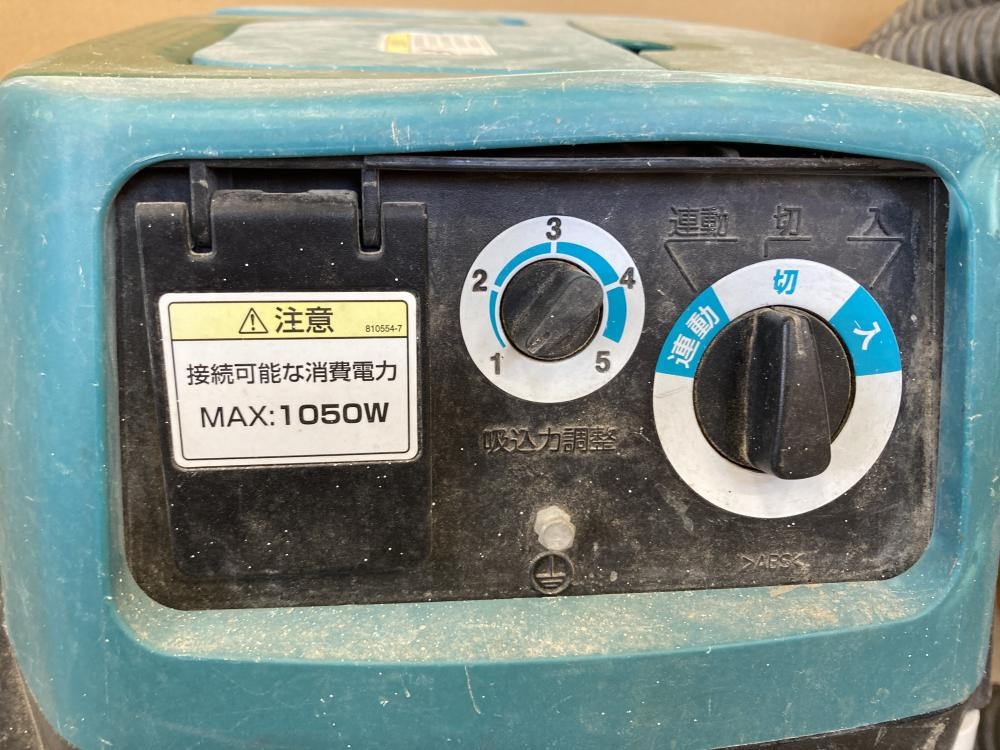 注意
810554-7
接続可能な消費電力
MAX:1050W
1
2
3
4
5
吸込力調整
連動 切 入
連動 切 入
>ABS<